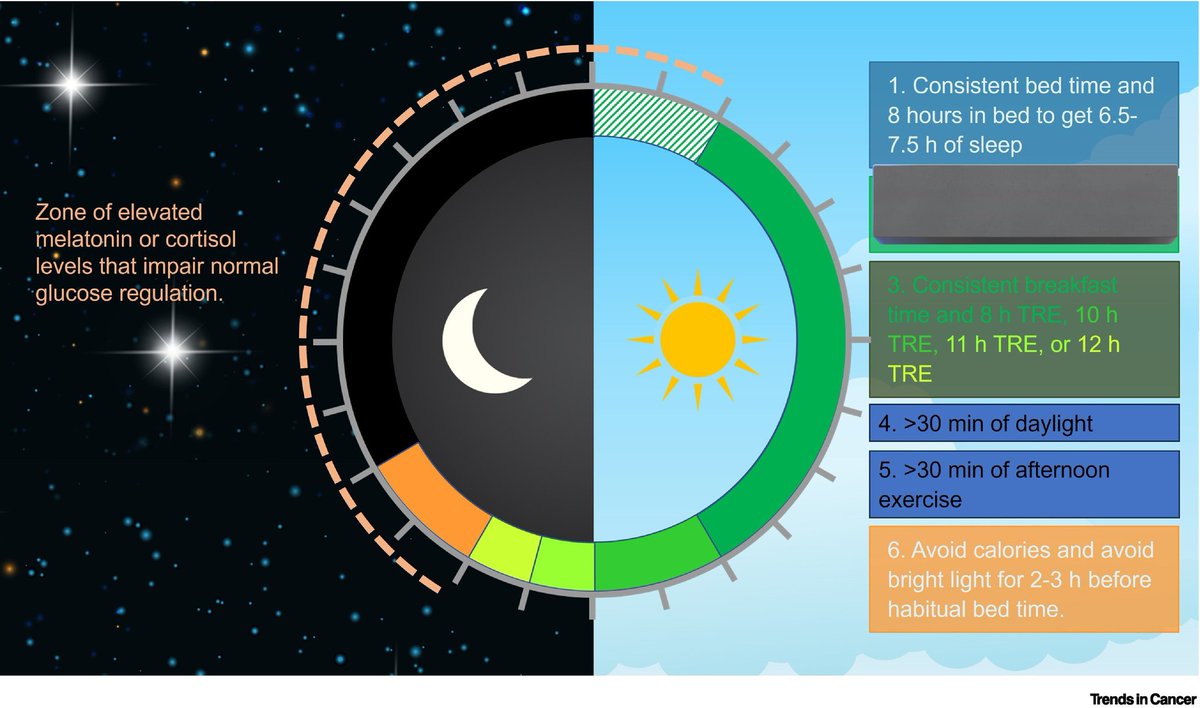 Zone of elevated
melatonin or cortisol
levels that impair normal
glucose regulation.
1. Consistent bed time and
8 hours in bed to get 6.5-
7.5 h of sleep
3. Consistent breakfast
time and 8 h TRE, 10 h
TRE, 11 h TRE, or 12 h
TRE
4. >30 min of daylight
5. >30 min of afternoon
exercise
6. Avoid calories and avoid
bright light for 2-3 h before
habitual bed time.
Trends in Cancer